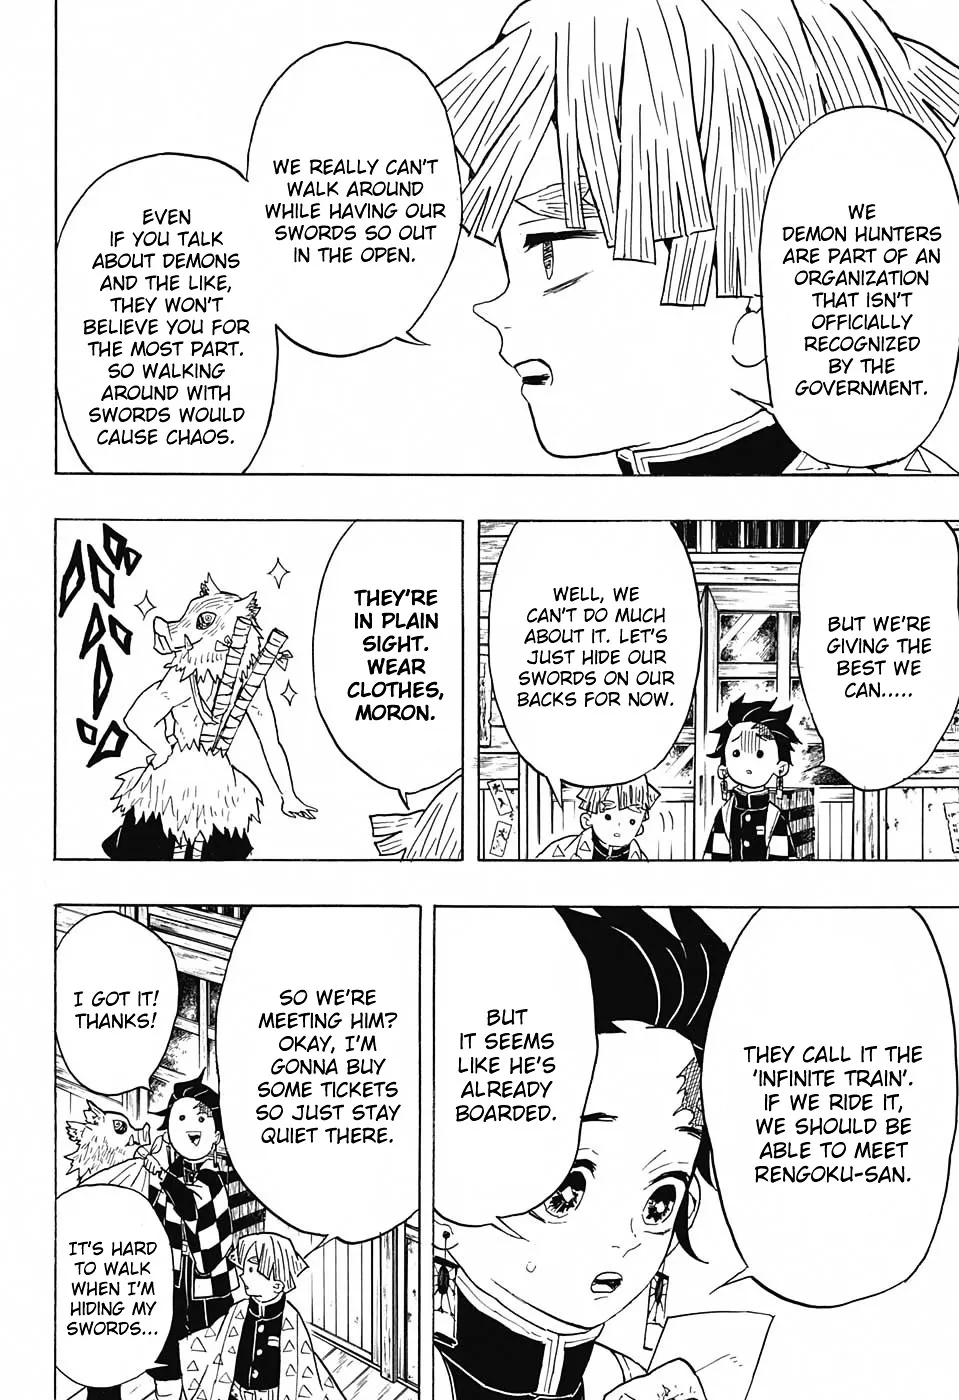 WE
DEMON HUNTERS
ARE PART OF AN
ORGANIZATION
THAT ISN'T
OFFICIALLY
RECOGNIZED
BY THE
GOVERNMENT.
WE REALLY CAN'T
WALK AROUND
WHILE HAVING OUR
SWORDS SO OUT
IN THE OPEN.
EVEN
IF YOU TALK
ABOUT DEMONS
AND THE LIKE,
THEY WON'T
BELIEVE YOU FOR
THE MOST PART.
SO WALKING
AROUND WITH
SWORDS WOULD
CAUSE CHAOS.
BUT WE'RE
GIVING THE
BEST WE
CAN.....
WELL, WE
CAN'T DO MUCH
ABOUT IT. LET'S
JUST HIDE OUR
SWORDS ON OUR
BACKS FOR NOW.
THEY'RE
IN PLAIN
SIGHT.
WEAR
CLOTHES,
MORON.
THEY CALL IT THE
'INFINITE TRAIN'.
IF WE RIDE IT,
WE SHOULD BE
ABLE TO MEET
RENGOKU-SAN.
BUT
IT SEEMS
LIKE HE'S
ALREADY
BOARDED.
SO WE'RE
MEETING HIM?
OKAY, I'M
GONNA BUY
SOME TICKETS
SO JUST STAY
QUIET THERE.
I GOT IT!
THANKS!
IT'S HARD
TO WALK
WHEN I'M
HIDING MY
SWORDS...